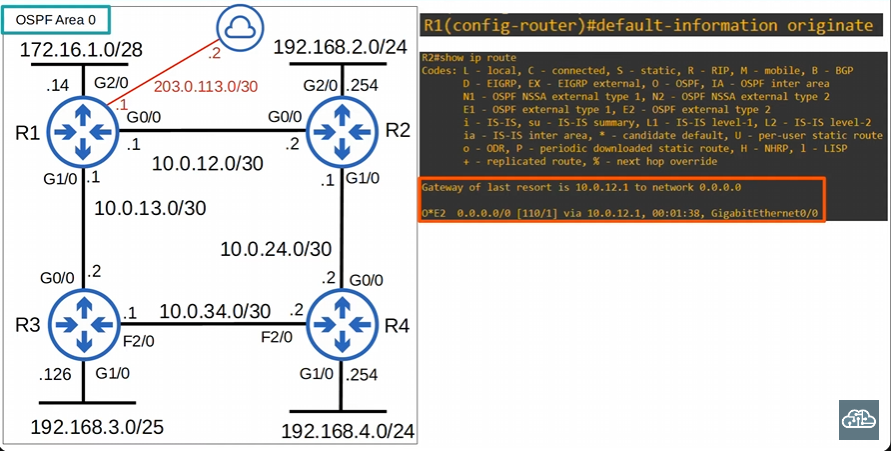 OSPF Area 0
172.16.1.0/28
192.168.2.0/24
.2
203.0.113.0/30
.14
G2/0
G2/0
.254
.1
R1
G0/0
G0/0
R2
.1
.2
10.0.12.0/30
G1/0
.1
.1
G1/0
10.0.13.0/30
10.0.24.0/30
G0/0
.2
.2
G0/0
R3
.1
10.0.34.0/30
.2
R4
F2/0
F2/0
.126
G1/0
G1/0
.254
192.168.3.0/25
192.168.4.0/24
R1(config-router)#default-information originate
R2#show ip route
Codes: L - local, C - connected, S - static, R - RIP, M - mobile, B - BGP
D - EIGRP, EX - EIGRP external, O - OSPF, IA - OSPF inter area
N1 - OSPF NSSA external type 1, N2 - OSPF NSSA external type 2
E1 - OSPF external type 1, E2 - OSPF external type 2
i - IS-IS, su - IS-IS summary, L1 - IS-IS level-1, L2 - IS-IS level-2
ia - IS-IS inter area, * - candidate default, U - per-user static route
o - ODR, P - periodic downloaded static route, H - NHRP, l - LISP
+ - replicated route, % - next hop override
Gateway of last resort is 10.0.12.1 to network 0.0.0.0
O*E2 0.0.0.0/0 [110/1] via 10.0.12.1, 00:01:38, GigabitEthernet0/0